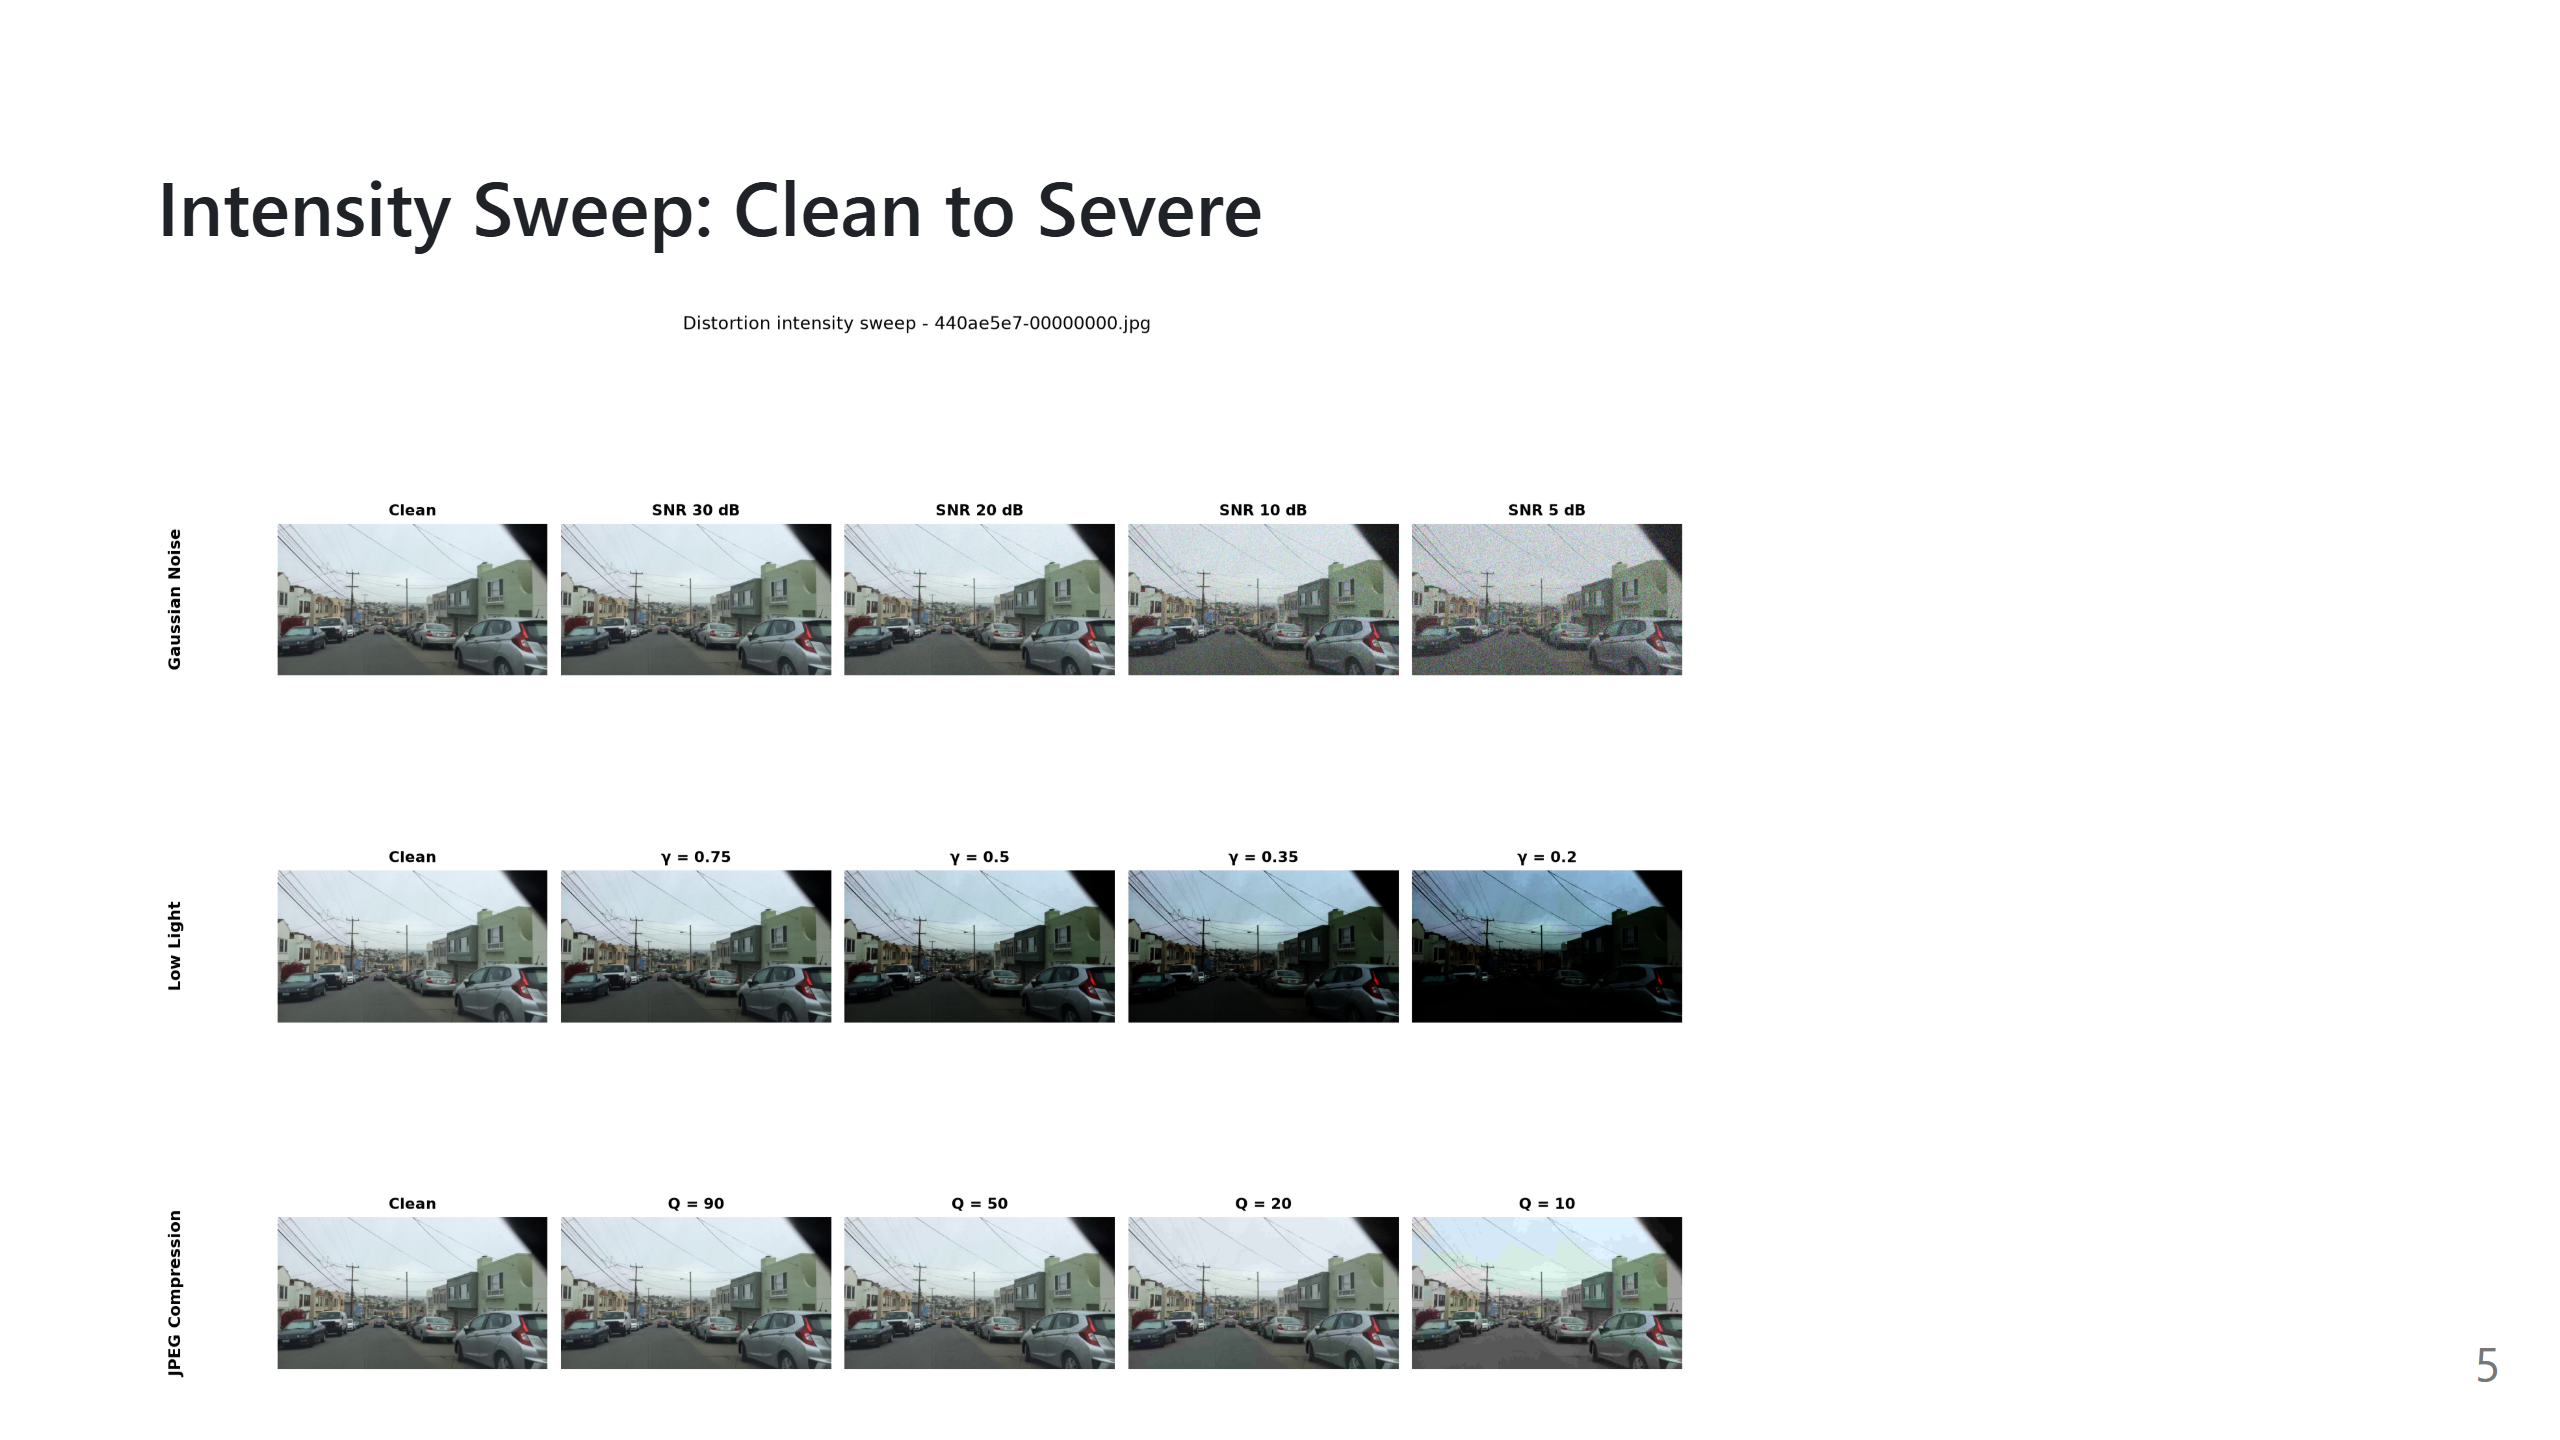 Intensity Sweep: Clean to Severe
Distortion intensity sweep - 440ae5e7-00000000.jpg
Gaussian Noise
Clean
SNR 30 dB
SNR 20 dB
SNR 10 dB
SNR 5 dB
Low Light
Clean
γ = 0.75
γ = 0.5
γ = 0.35
γ = 0.2
JPEG Compression
Clean
Q = 90
Q = 50
Q = 20
Q = 10
5